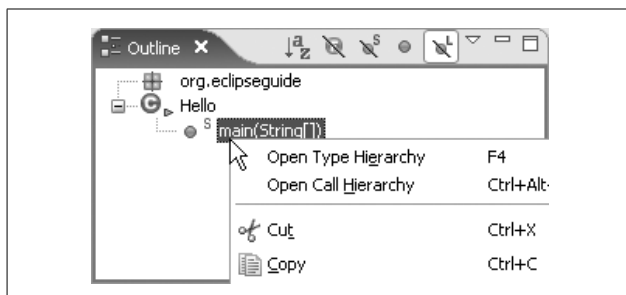 Outline
org.eclipseguide
Hello
main(String[])
Open Type Hierarchy F4
Open Call Hierarchy Ctrl+Alt-
Cut Ctrl+X
Copy Ctrl+C